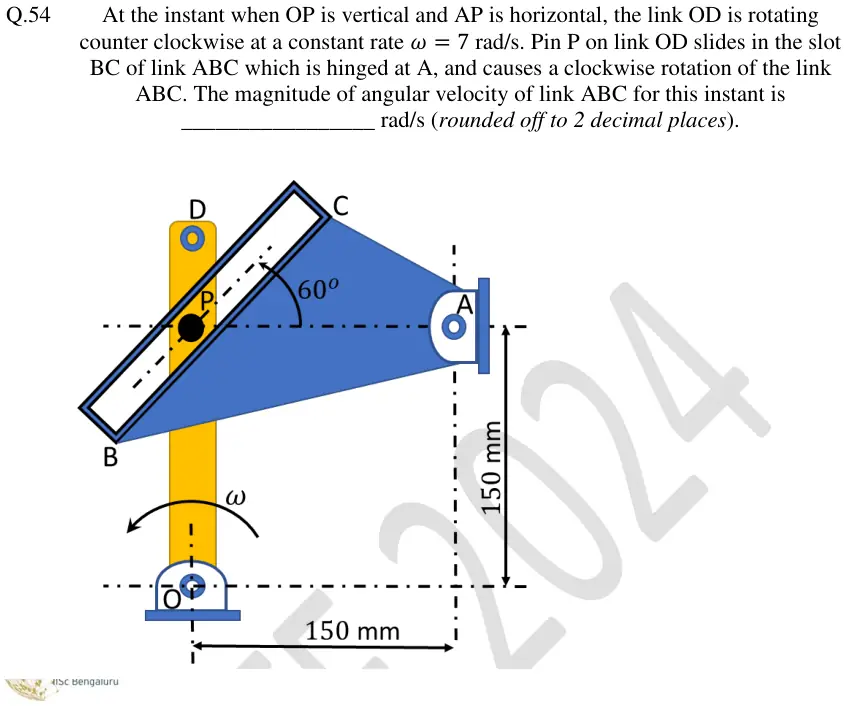 Q.54 At the instant when OP is vertical and AP is horizontal, the link OD is rotating
counter clockwise at a constant rate ω = 7 rad/s. Pin P on link OD slides in the slot
BC of link ABC which is hinged at A, and causes a clockwise rotation of the link
ABC. The magnitude of angular velocity of link ABC for this instant is
__________________ rad/s (rounded off to 2 decimal places).
D
C
P
60°
A
B
ω
150 mm
O
150 mm
2024
IISc Bengaluru